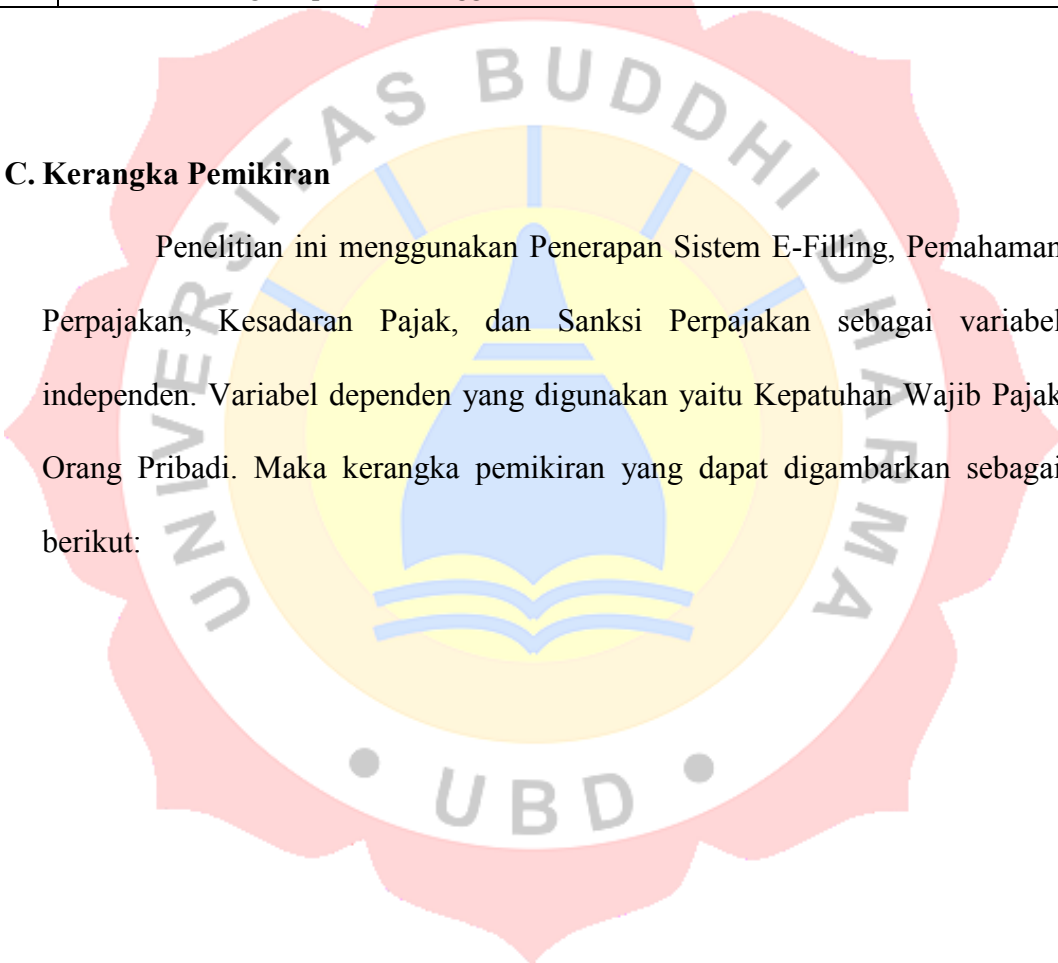 C. Kerangka Pemikiran
Penelitian ini menggunakan Penerapan Sistem E-Filling, Pemahaman
Perpajakan, Kesadaran Pajak, dan Sanksi Perpajakan sebagai variabel
independen. Variabel dependen yang digunakan yaitu Kepatuhan Wajib Pajak
Orang Pribadi. Maka kerangka pemikiran yang dapat digambarkan sebagai
berikut:
UNIVERSITAS BUDDHI DHARMA
• UBD •